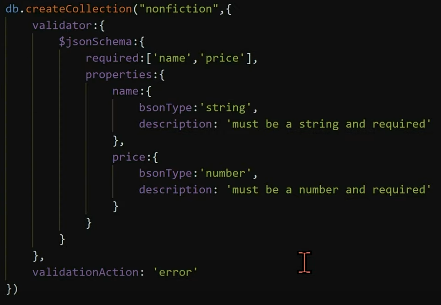 db.createCollection("nonfiction",{
    validator:{
        $jsonSchema:{
            required:['name','price'],
            properties:{
                name:{
                    bsonType:'string',
                    description: 'must be a string and required'
                },
                price:{
                    bsonType:'number',
                    description: 'must be a number and required'
                }
            }
        }
    },
    validationAction: 'error'
})